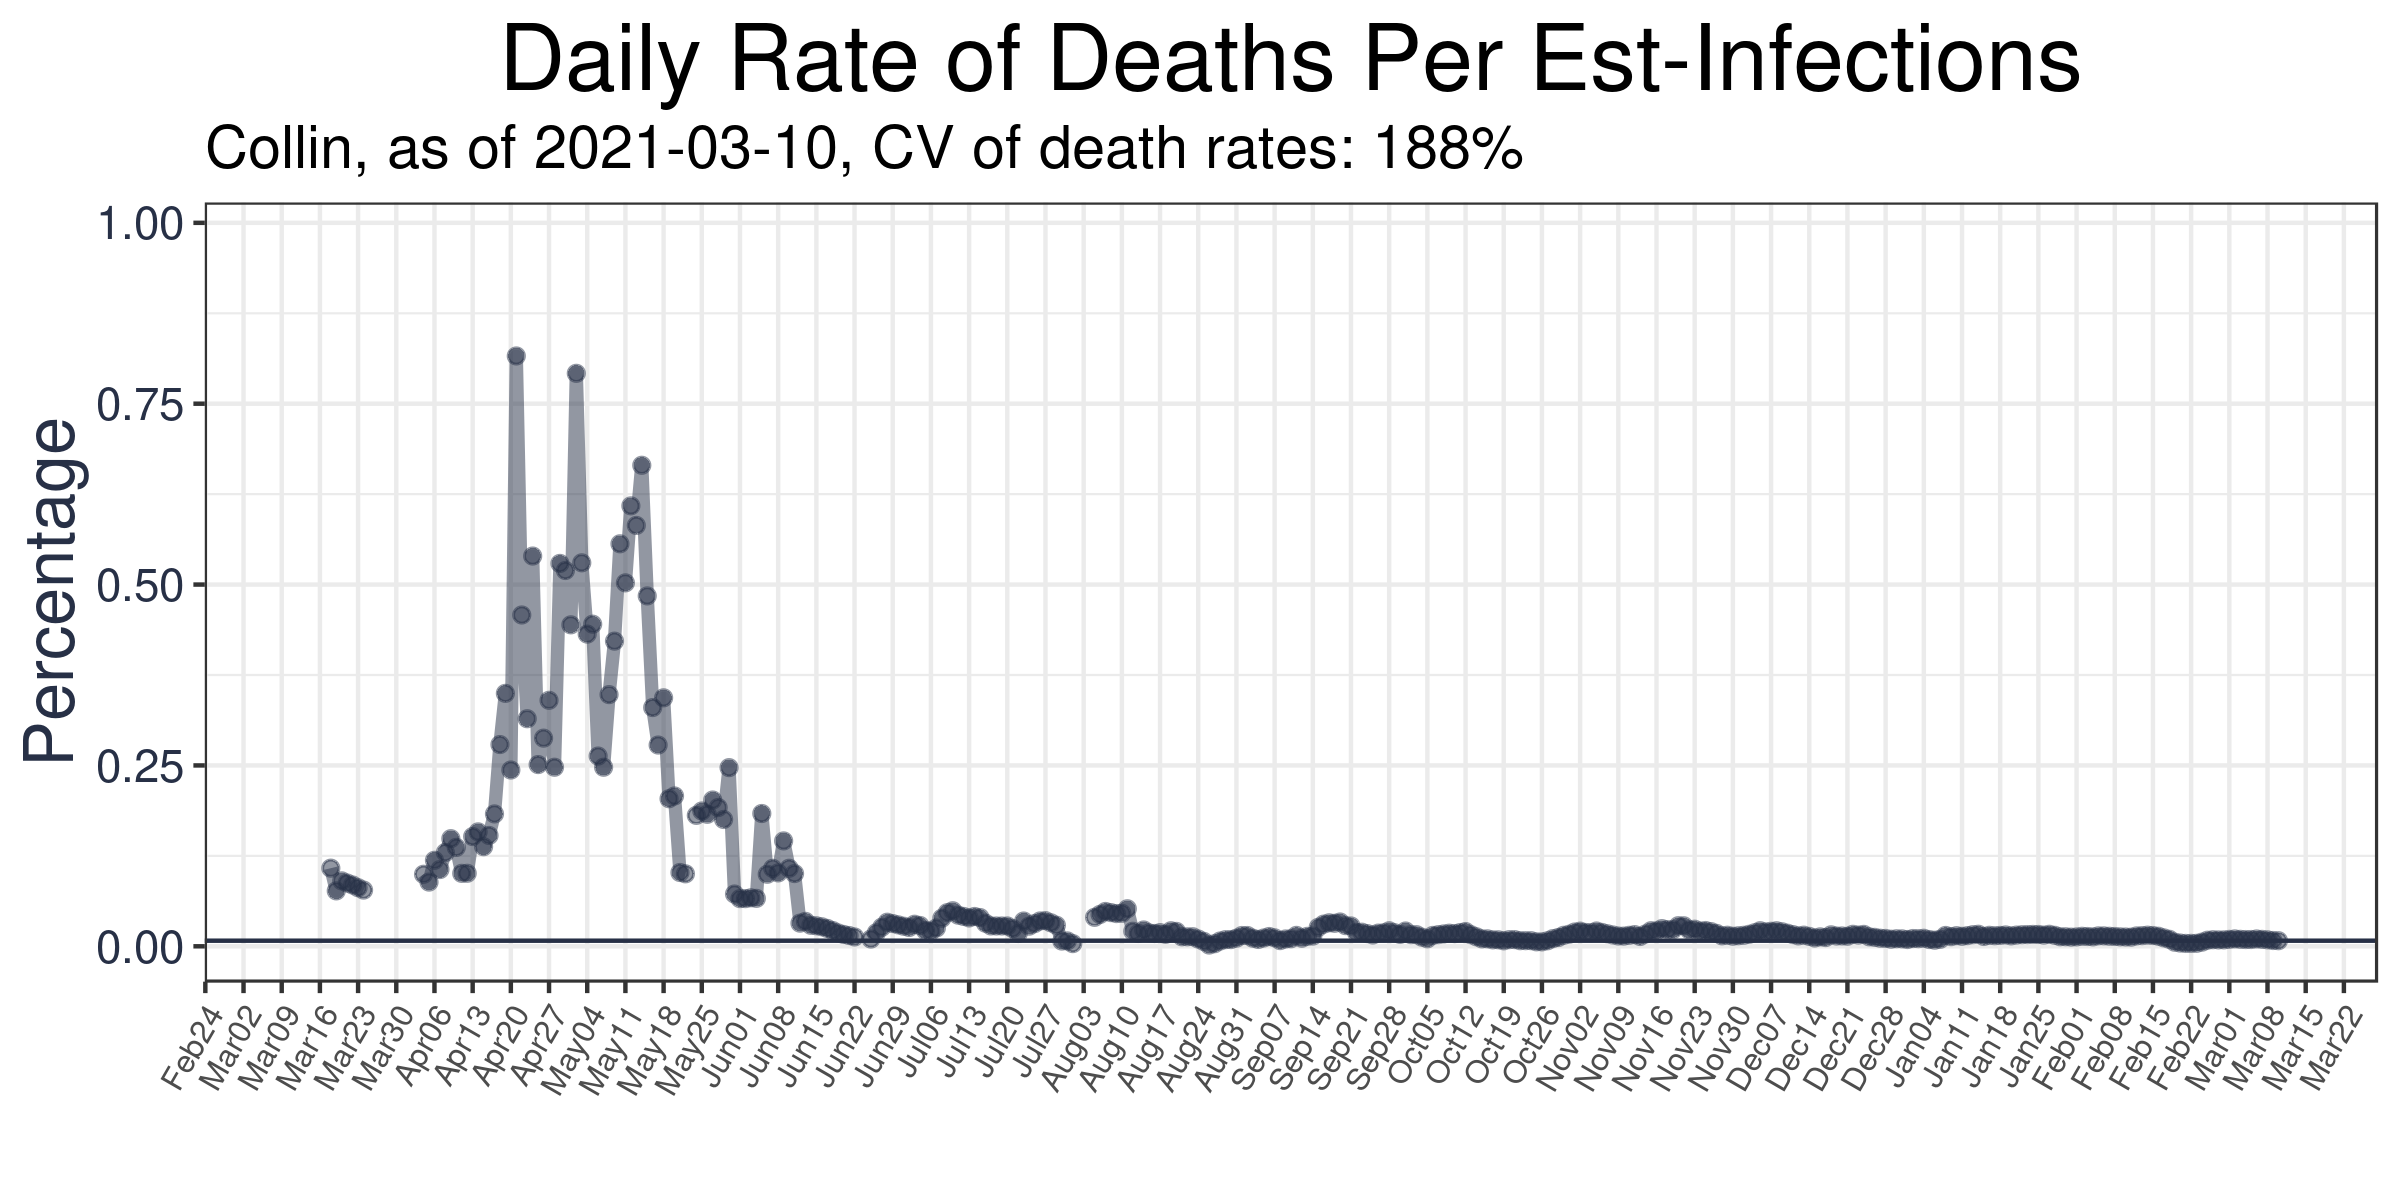 Daily Rate of Deaths Per Est-Infections
Collin, as of 2021-03-10, CV of death rates: 188%
Percentage
1.00
0.75
0.50
0.25
0.00
Feb24
Mar02
Mar09
Mar16
Mar23
Mar30
Apr06
Apr13
Apr20
Apr27
May04
May11
May18
May25
Jun01
Jun08
Jun15
Jun22
Jun29
Jul06
Jul13
Jul20
Jul27
Aug03
Aug10
Aug17
Aug24
Aug31
Sep07
Sep14
Sep21
Sep28
Oct05
Oct12
Oct19
Oct26
Nov02
Nov09
Nov16
Nov23
Nov30
Dec07
Dec14
Dec21
Dec28
Jan04
Jan11
Jan18
Jan25
Feb01
Feb08
Feb15
Feb22
Mar01
Mar08
Mar15
Mar22